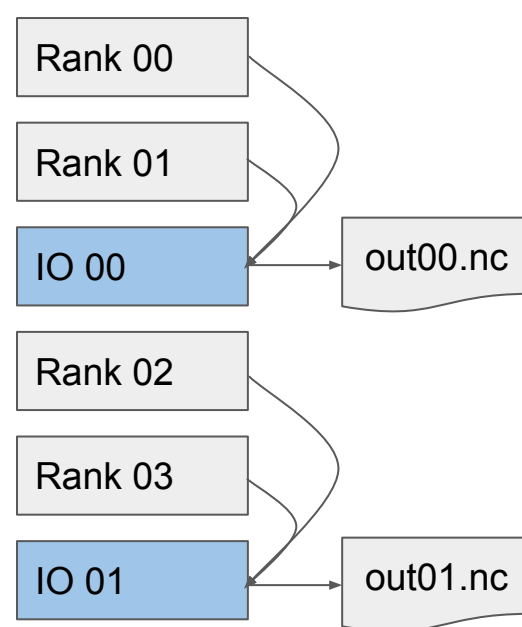 Rank 00
Rank 01
IO 00
out00.nc
Rank 02
Rank 03
IO 01
out01.nc